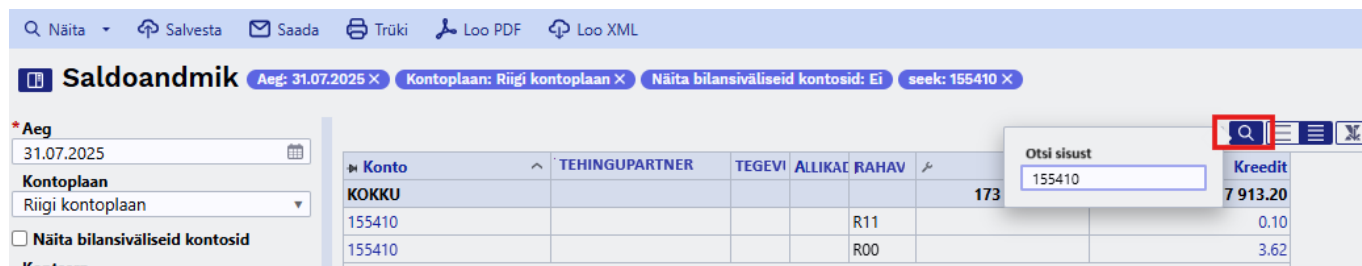 Näita Salvesta Saada Trüki Loo PDF Loo XML
Saldoandmik Aeg: 31.07.2025 × Kontoplaan: Riigi kontoplaan × Näita bilansiväliseid kontosid: Ei seek: 155410 ×
*Aeg
31.07.2025
Kontoplaan
Riigi kontoplaan
Näita bilansiväliseid kontosid
Otsi sisust
155410
Konto TEHINGUPARTNER TEGEVI ALLIKAD RAHAV Kreedit
KOKKU 173 7 913.20
155410 R11 0.10
155410 R00 3.62